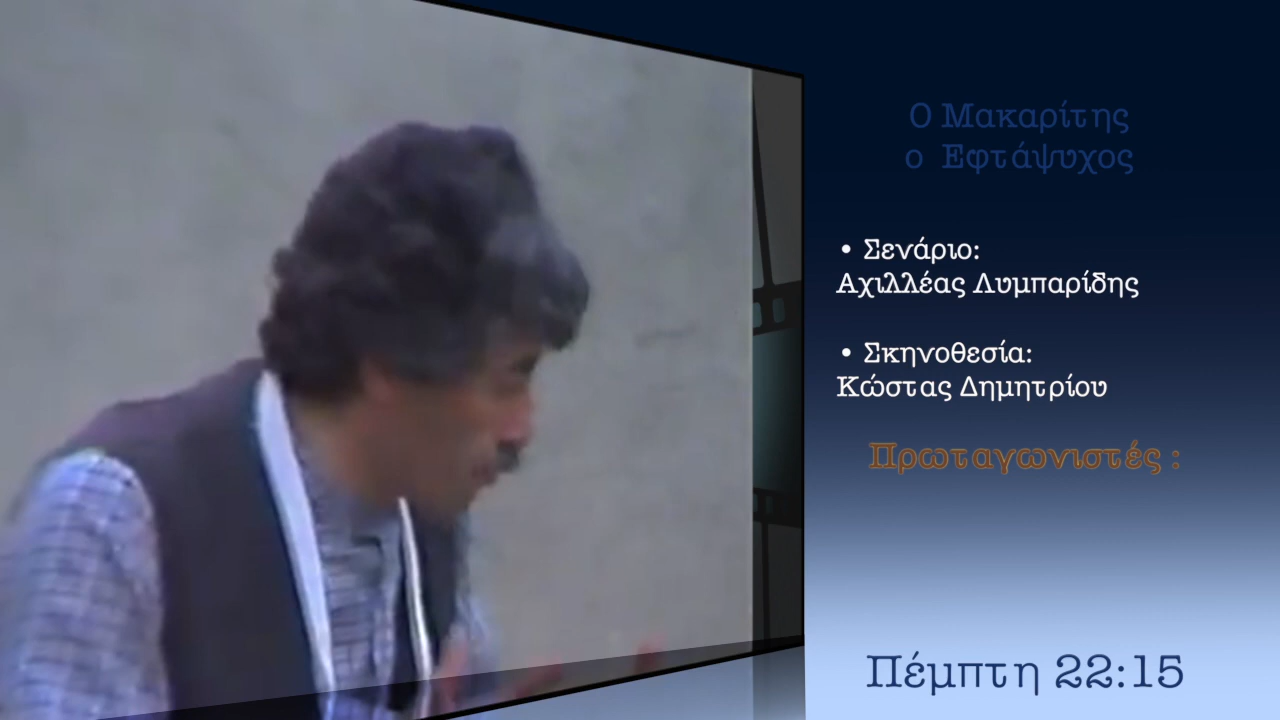 Ο Μακαρίτης
ο Εφτάψυχος
• Σενάριο:
Αχιλλέας Λυμπαρίδης
• Σκηνοθεσία:
Κώστας Δημητρίου
Πρωταγωνιστές :
Πέμπτη 22:15